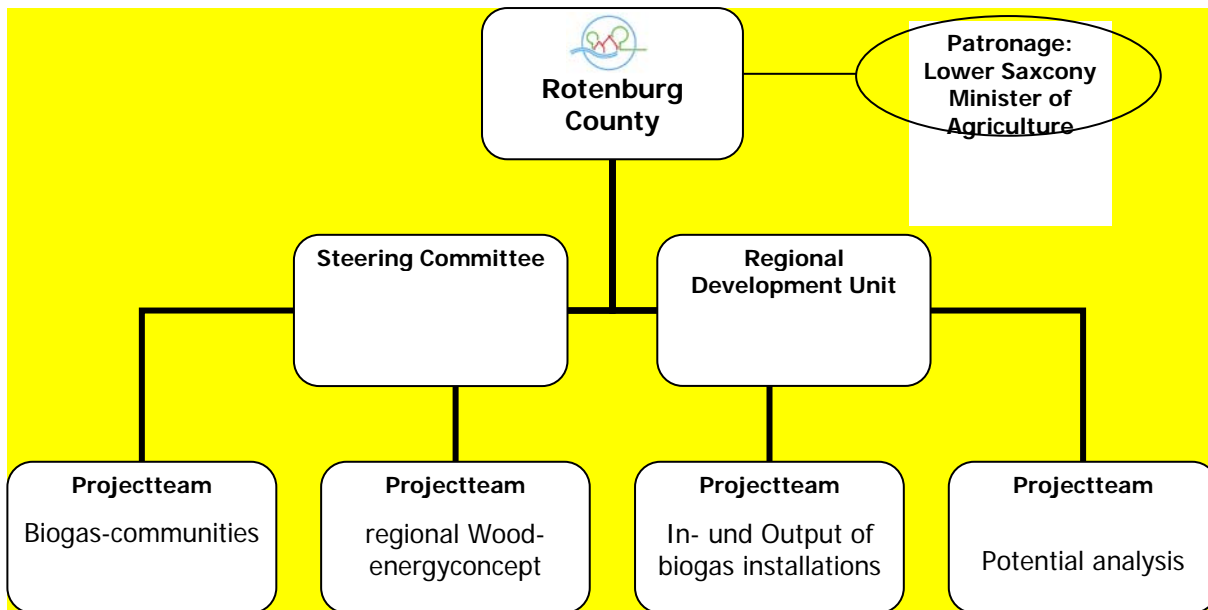 Rotenburg
County
Patronage:
Lower Saxcony
Minister of
Agriculture
Steering Committee
Regional
Development Unit
Projectteam
Biogas-communities
Projectteam
regional Wood-
energyconcept
Projectteam
In- und Output of
biogas installations
Projectteam
Potential analysis